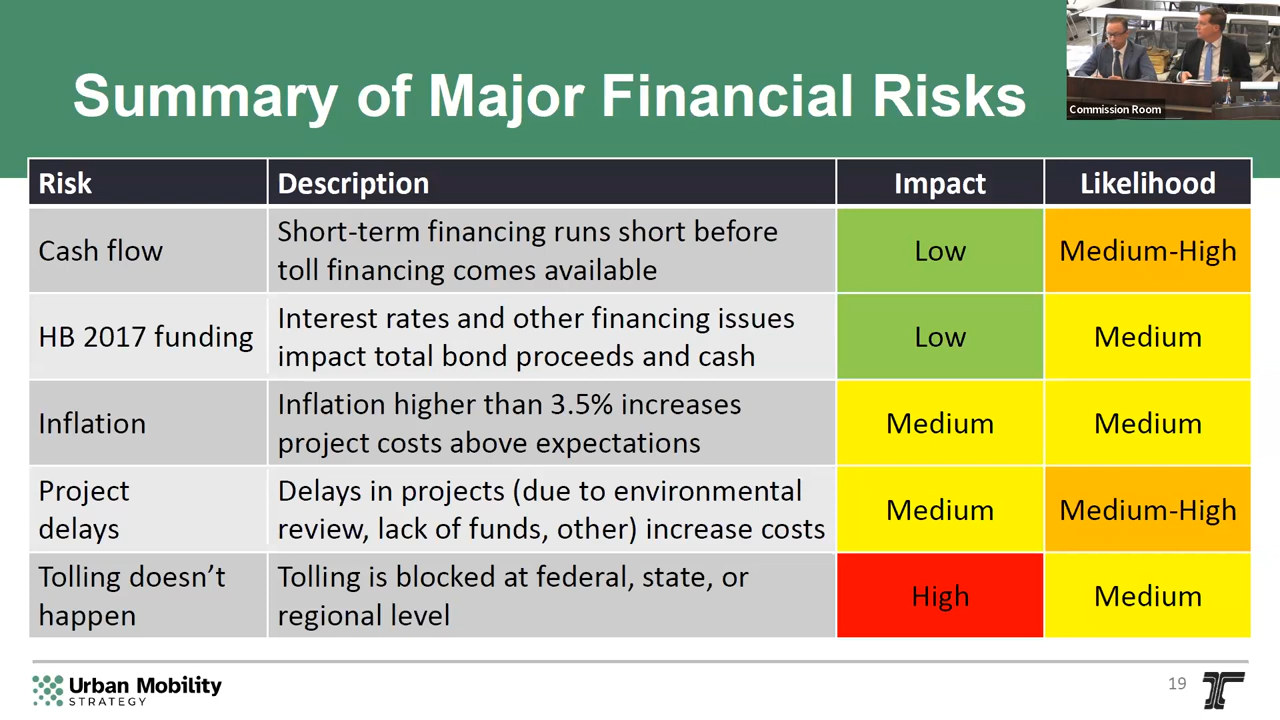 Summary of Major Financial Risks
Commission Room
Risk
Description
Impact
Likelihood
Cash flow
Short-term financing runs short before
toll financing comes available
Low
Medium-High
HB 2017 funding
Interest rates and other financing issues
impact total bond proceeds and cash
Low
Medium
Inflation
Inflation higher than 3.5% increases
project costs above expectations
Medium
Medium
Project
delays
Delays in projects (due to environmental
review, lack of funds, other) increase costs
Medium
Medium-High
Tolling doesn’t
happen
Tolling is blocked at federal, state, or
regional level
High
Medium
Urban Mobility
STRATEGY
19